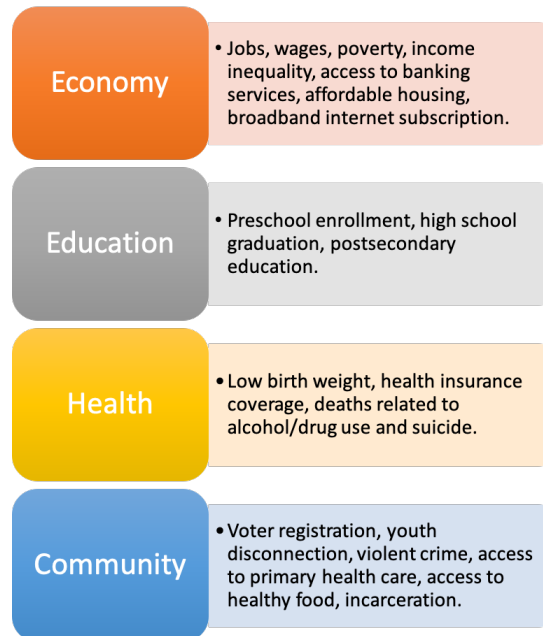 Economy
• Jobs, wages, poverty, income
inequality, access to banking
services, affordable housing,
broadband internet subscription.
Education
• Preschool enrollment, high school
graduation, postsecondary
education.
Health
• Low birth weight, health insurance
coverage, deaths related to
alcohol/drug use and suicide.
Community
• Voter registration, youth
disconnection, violent crime, access
to primary health care, access to
healthy food, incarceration.